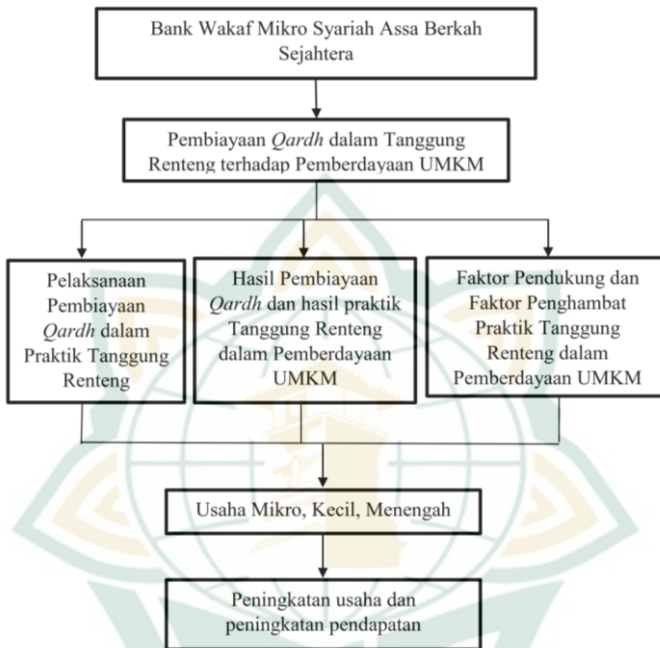 Bank Wakaf Mikro Syariah Assa Berkah
Sejahtera
Pembiayaan Qardh dalam Tanggung
Renteng terhadap Pemberdayaan UMKM
Pelaksanaan
Pembiayaan
Qardh dalam
Praktik Tanggung
Renteng
Hasil Pembiayaan
Qardh dan hasil praktik
Tanggung Renteng
dalam Pemberdayaan
UMKM
Faktor Pendukung dan
Faktor Penghambat
Praktik Tanggung
Renteng dalam
Pemberdayaan UMKM
Usaha Mikro, Kecil, Menengah
Peningkatan usaha dan
peningkatan pendapatan